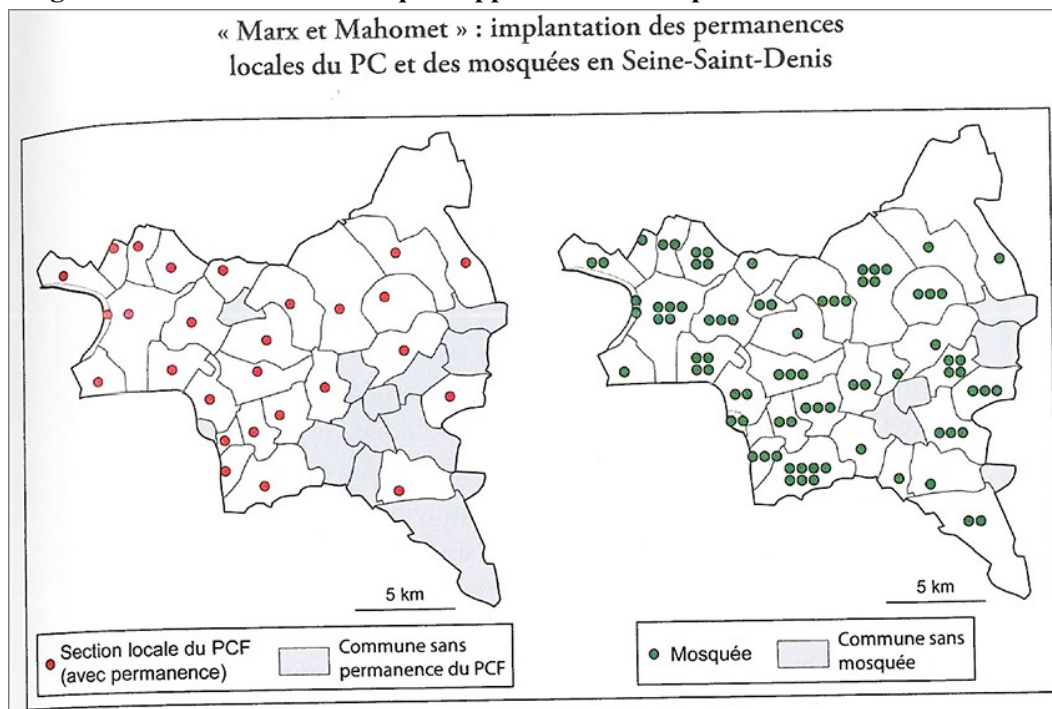 « Marx et Mahomet » : implantation des permanences
locales du PC et des mosquées en Seine-Saint-Denis
5 km
5 km
Section locale du PCF
(avec permanence)
Commune sans
permanence du PCF
Mosquée
Commune sans
mosquée